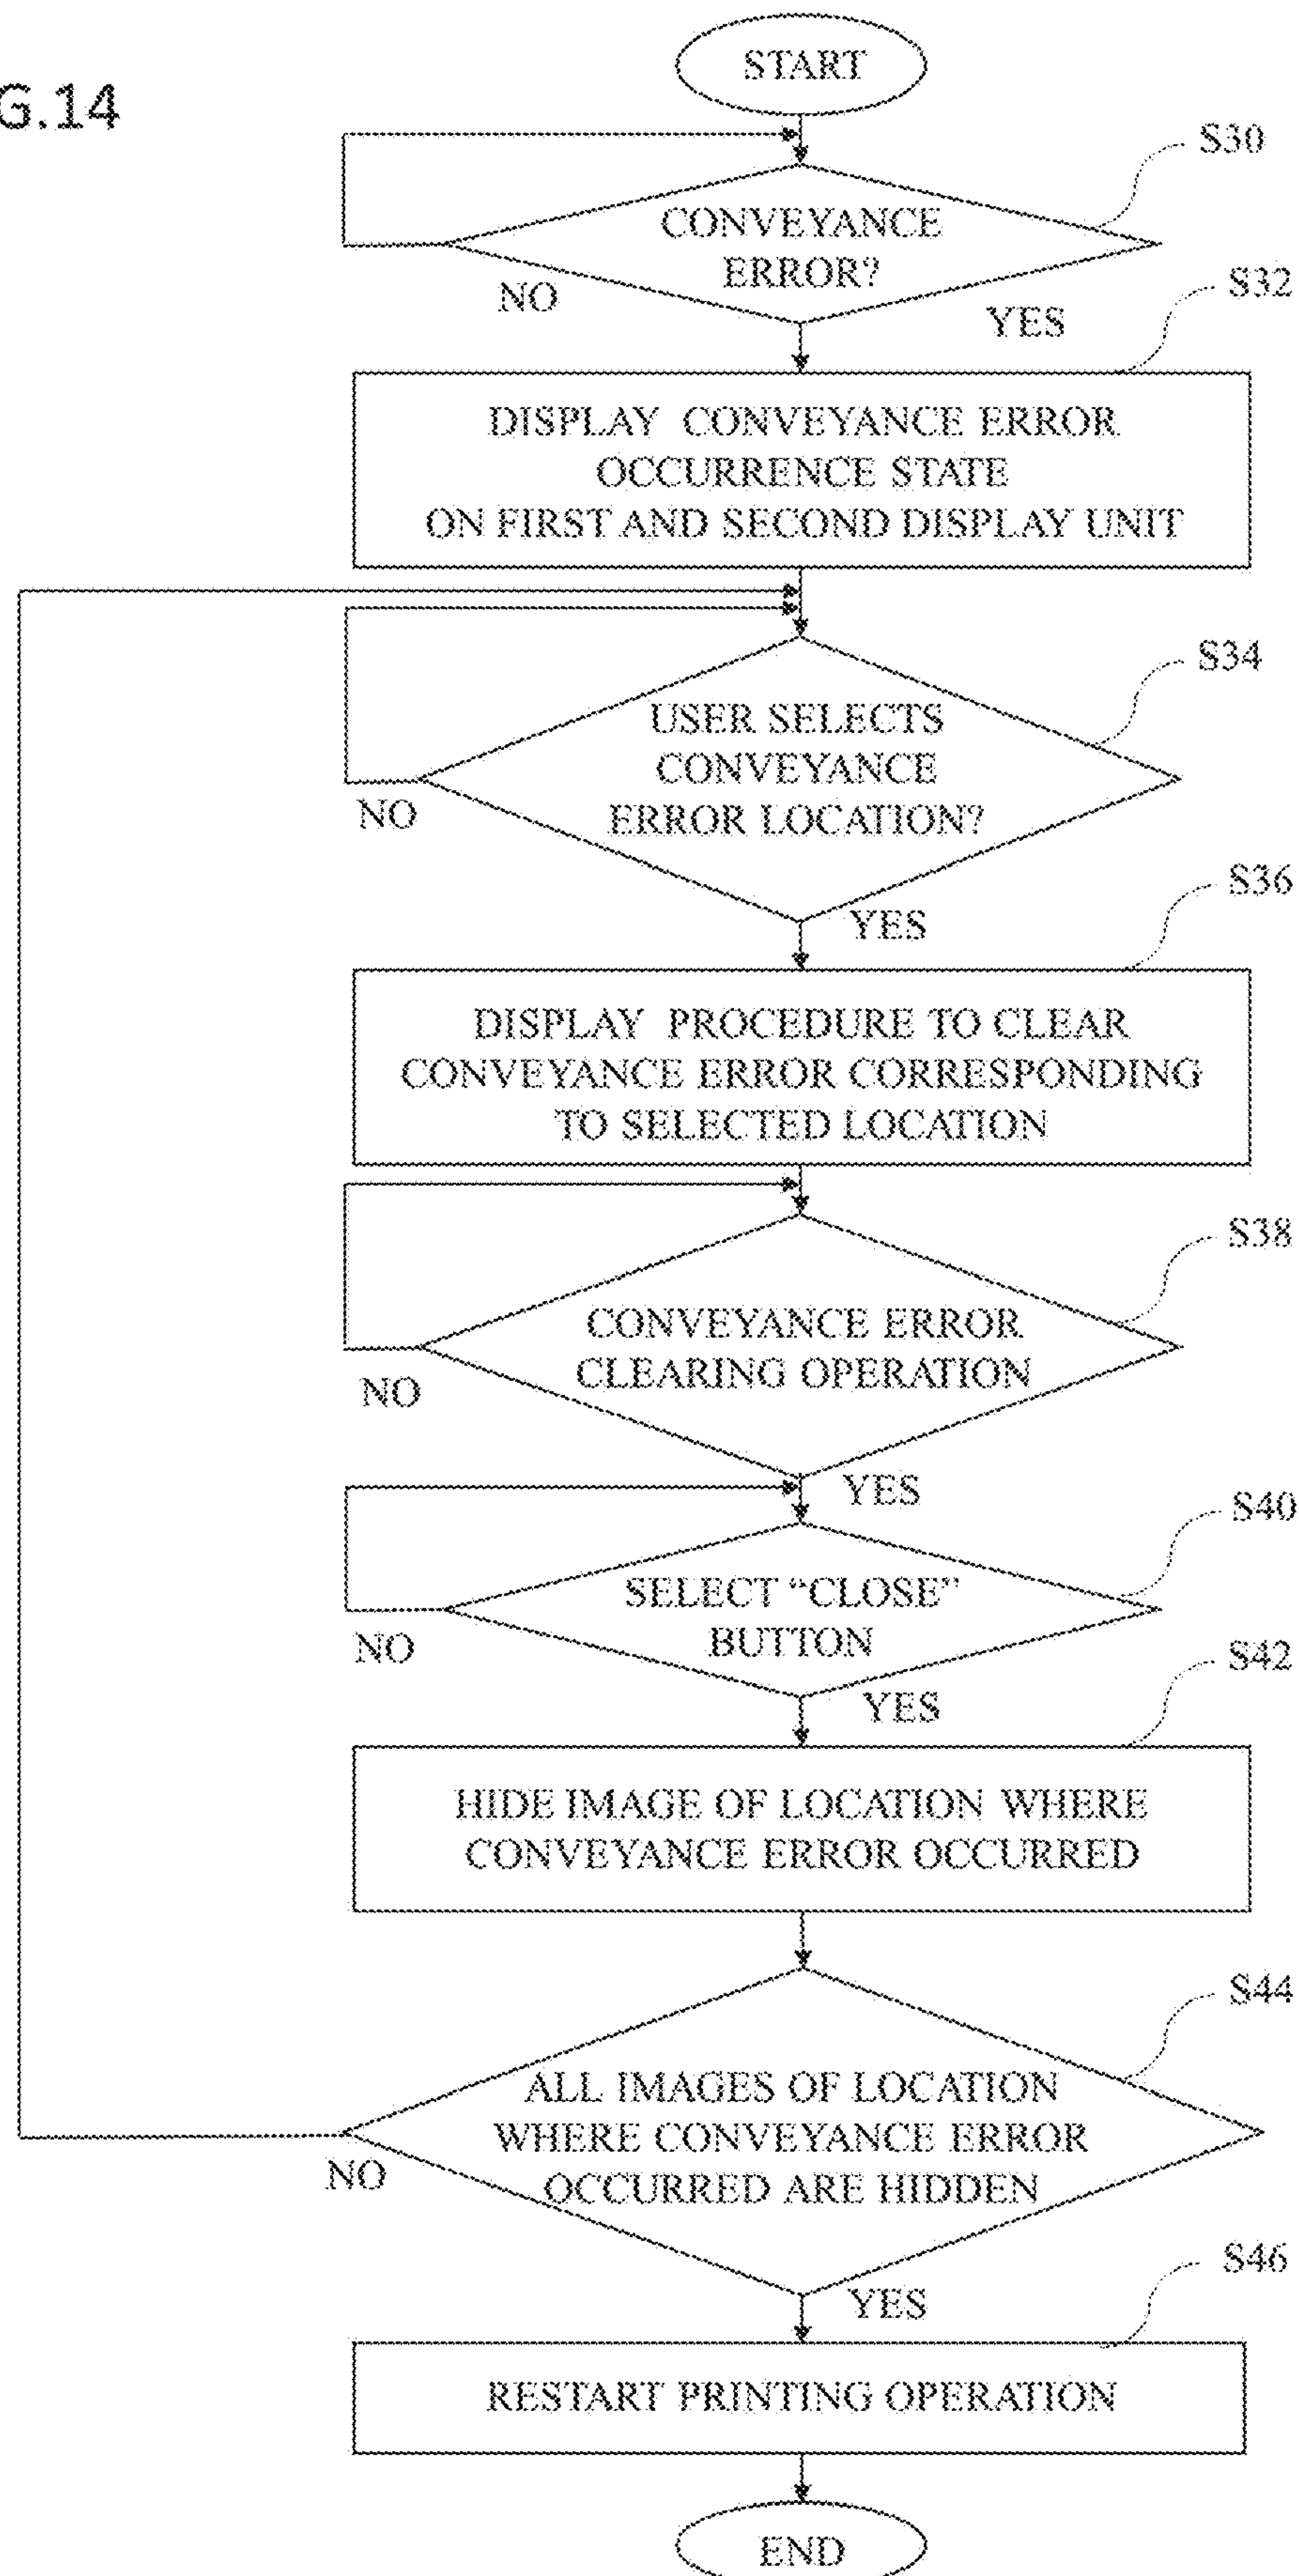 G.14
START
S30
CONVEYANCE
ERROR?
NO
YES
S32
DISPLAY CONVEYANCE ERROR
OCCURRENCE STATE
ON FIRST AND SECOND DISPLAY UNIT
S34
USER SELECTS
CONVEYANCE
ERROR LOCATION?
NO
YES
S36
DISPLAY PROCEDURE TO CLEAR
CONVEYANCE ERROR CORRESPONDING
TO SELECTED LOCATION
S38
CONVEYANCE ERROR
CLEARING OPERATION
NO
YES
S40
SELECT “CLOSE”
BUTTON
NO
YES
S42
HIDE IMAGE OF LOCATION WHERE
CONVEYANCE ERROR OCCURRED
S44
ALL IMAGES OF LOCATION
WHERE CONVEYANCE ERROR
OCCURRED ARE HIDDEN
NO
YES
S46
RESTART PRINTING OPERATION
END